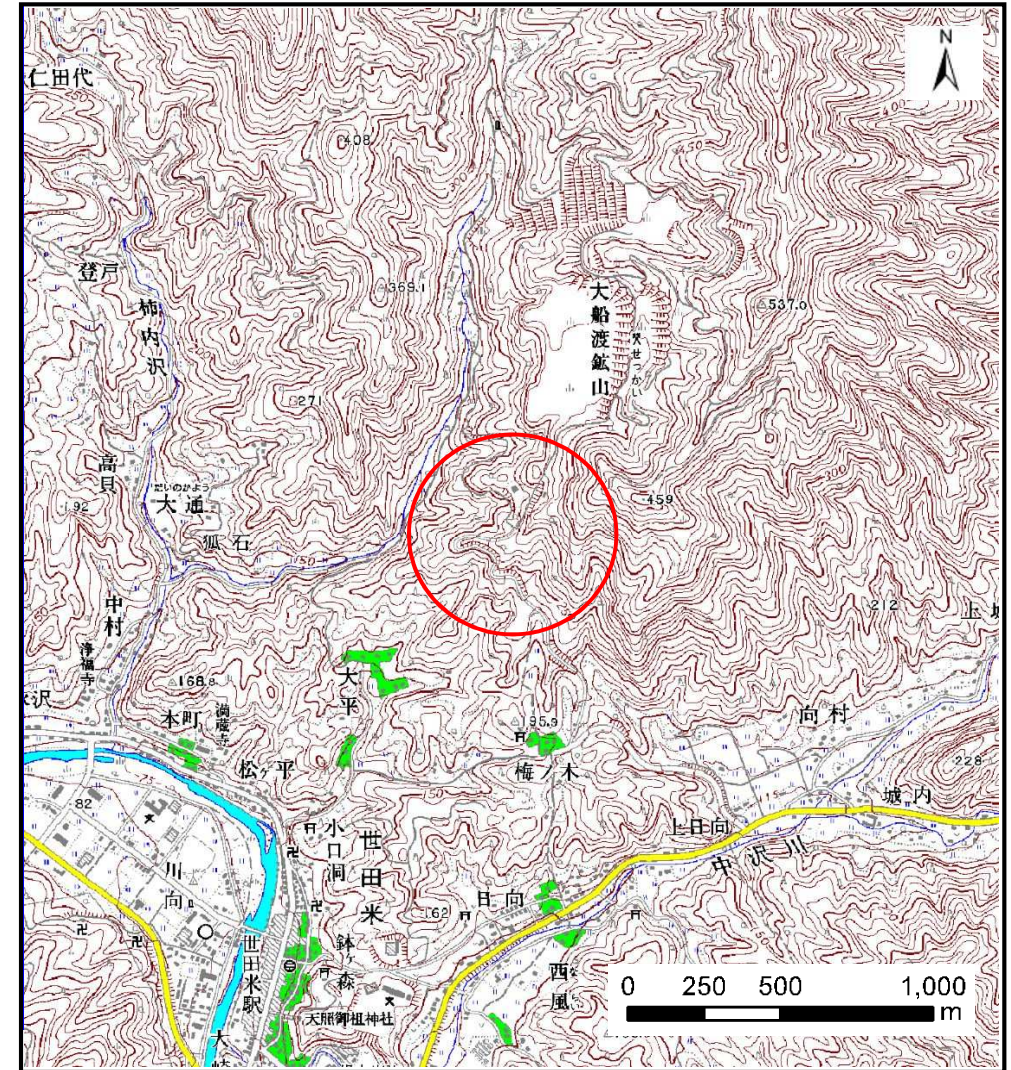 N
仁田代
408
登戸
柿内沢
369.1
大船渡鉱山
せっかい
537.0
271
高貝
だいのかよう
大通
92
狐石
459
50
中村
浄福寺
212
大平
168.8
本町
満蔵寺
195.9
向村
松ヶ平
梅ノ木
228
城内
82
小口洞
世田米
上日向
中沢川
川向
日向
62
世田米駅
鉢ヶ森
西風
天照御祖神社
0 250 500 1,000
m